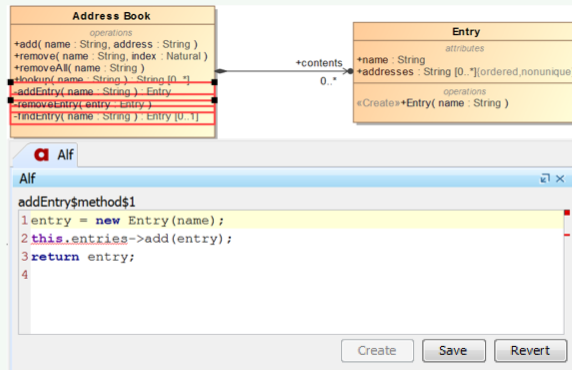 Address Book
operations
+add( name : String, address : String )
+remove( name : String, index : Natural )
+removeAll( name : String )
+lookup( name : String ) : String [0..*]
-addEntry( name : String ) : Entry
-removeEntry( entry : Entry )
-findEntry( name : String ) : Entry [0..1]
+contents
0..*
Entry
attributes
+name : String
+addresses : String [0..*]{ordered,nonunique
operations
«Create»+Entry( name : String )
a Alf
Alf
addEntry$method$1
1 entry = new Entry(name);
2 this.entries->add(entry);
3 return entry;
4
Create Save Revert